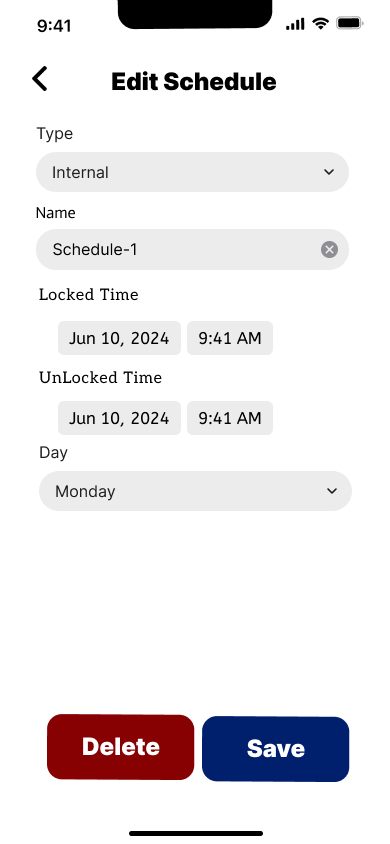 9:41
Edit Schedule
Type
Internal
Name
Schedule-1
Locked Time
Jun 10, 2024 9:41 AM
UnLocked Time
Jun 10, 2024 9:41 AM
Day
Monday
Delete Save